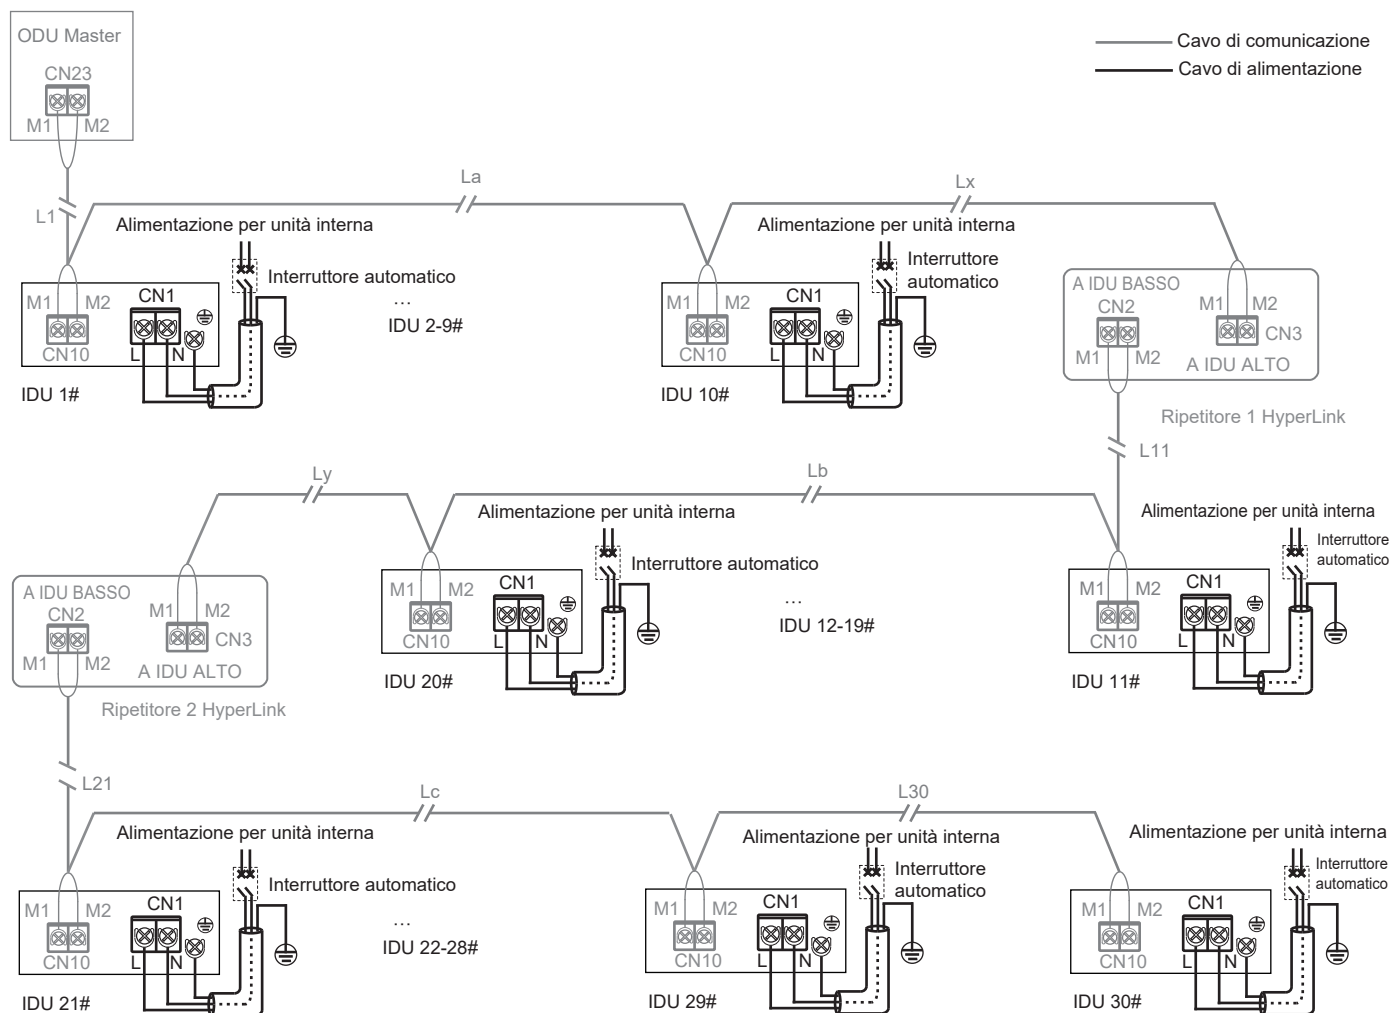 ODU Master
CN23
M1 M2
Cavo di comunicazione
Cavo di alimentazione
L1
La
Lx
Alimentazione per unità interna
Interruttore automatico
M1 M2
CN10
CN1
L N
...
IDU 2-9#
IDU 1#
Alimentazione per unità interna
Interruttore
automatico
M1 M2
CN10
CN1
L N
IDU 10#
A IDU BASSO
CN2
M1 M2
M1 M2
CN3
A IDU ALTO
Ripetitore 1 HyperLink
L11
Ly
Lb
A IDU BASSO
CN2
M1 M2
M1 M2
CN3
A IDU ALTO
Ripetitore 2 HyperLink
Alimentazione per unità interna
Interruttore automatico
M1 M2
CN10
CN1
L N
IDU 20#
...
IDU 12-19#
Alimentazione per unità interna
Interruttore
automatico
M1 M2
CN10
CN1
L N
IDU 11#
L21
Lc
L30
Alimentazione per unità interna
Interruttore automatico
M1 M2
CN10
CN1
L N
IDU 21#
...
IDU 22-28#
Alimentazione per unità interna
Interruttore
automatico
M1 M2
CN10
CN1
L N
IDU 29#
Alimentazione per unità interna
Interruttore
automatico
M1 M2
CN10
CN1
L N
IDU 30#